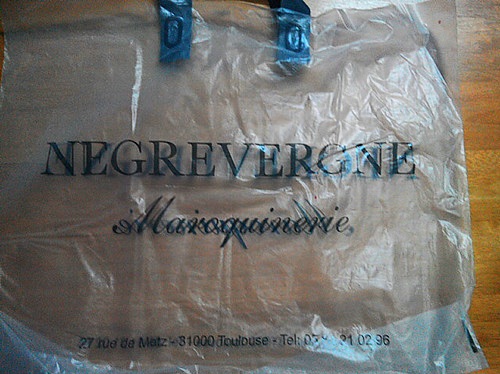 NEGREVERGNE
Maroquinerie
27 rue de Metz - 31000 Toulouse - Tel: 21 02 96